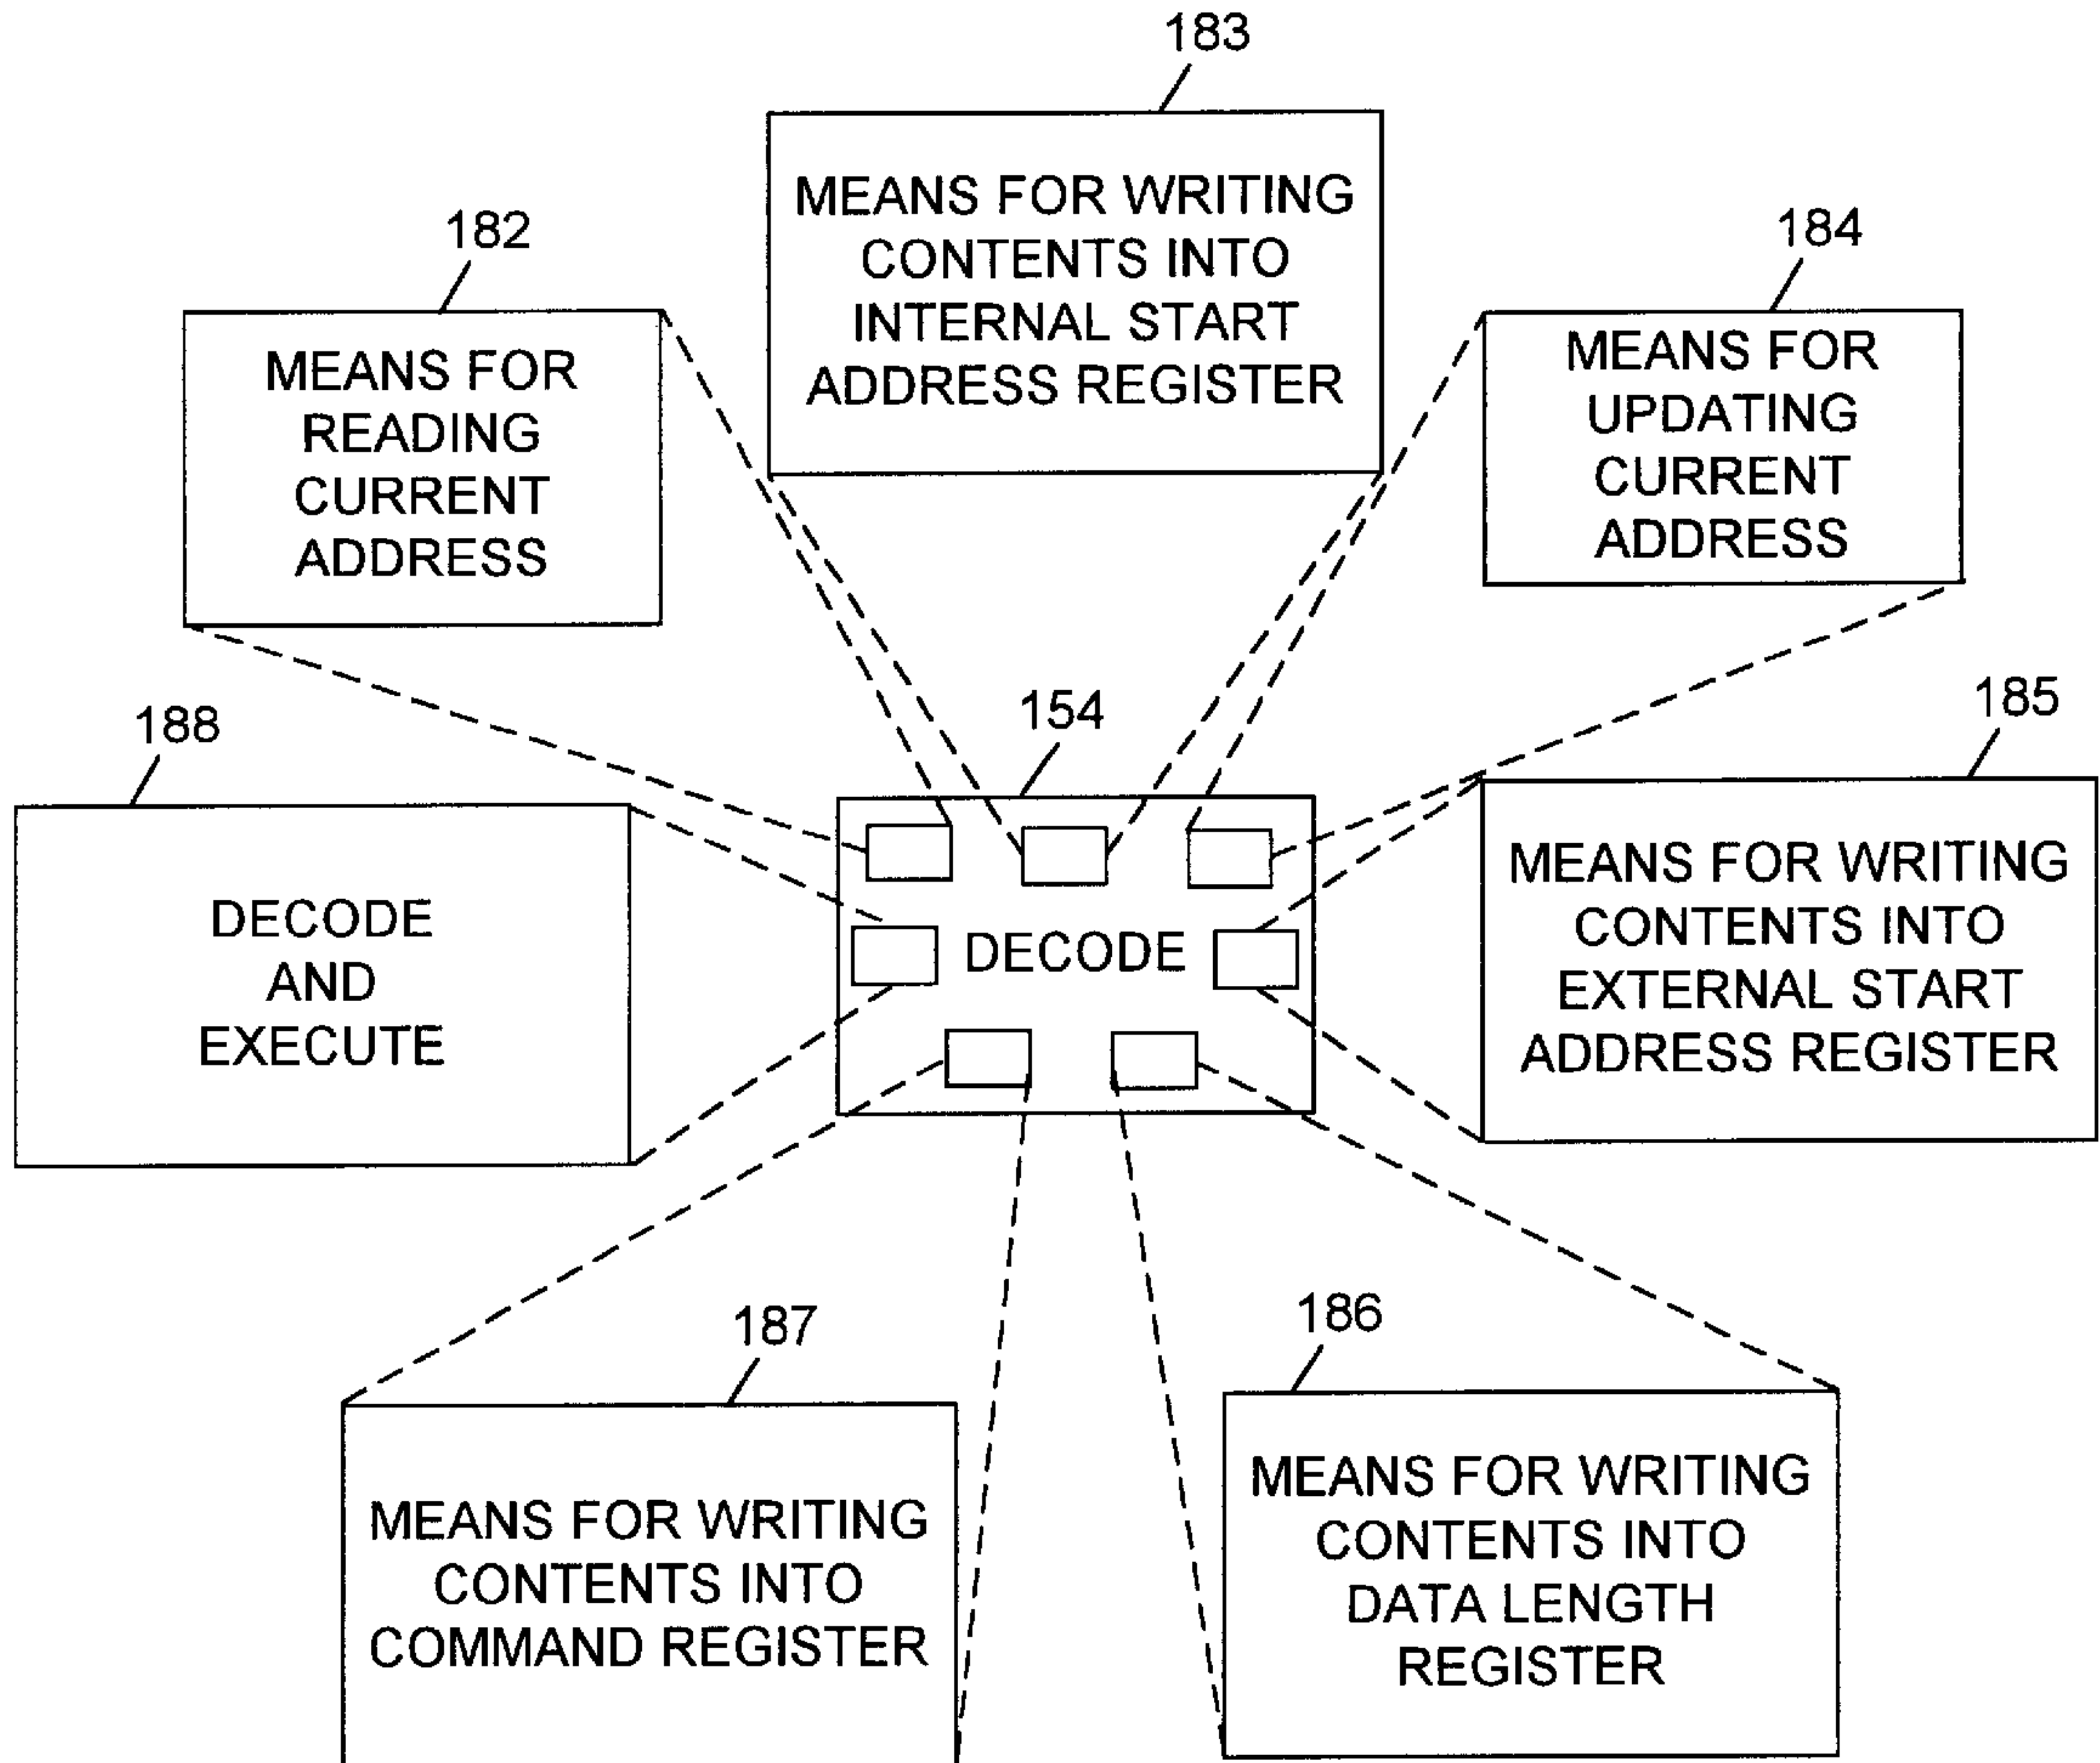 183
MEANS FOR WRITING
CONTENTS INTO
INTERNAL START
ADDRESS REGISTER
182
MEANS FOR
READING
CURRENT
ADDRESS
184
MEANS FOR
UPDATING
CURRENT
ADDRESS
188
DECODE
AND
EXECUTE
154
DECODE
185
MEANS FOR WRITING
CONTENTS INTO
EXTERNAL START
ADDRESS REGISTER
187
MEANS FOR WRITING
CONTENTS INTO
COMMAND REGISTER
186
MEANS FOR WRITING
CONTENTS INTO
DATA LENGTH
REGISTER